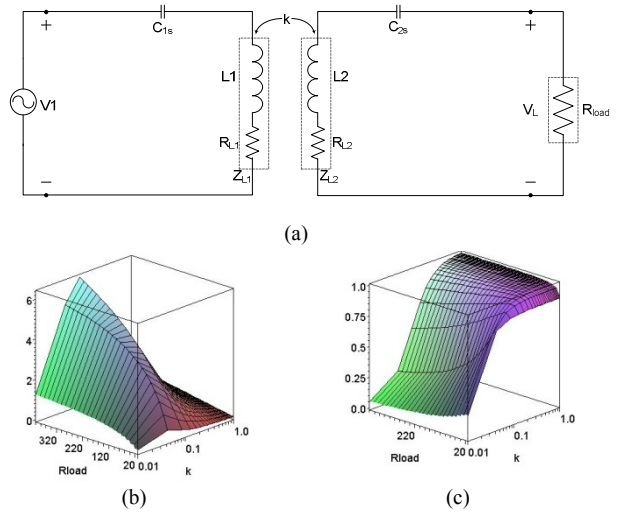 k
C1s
C2s
+
+
L1
L2
V1
VL
Rload
RL1
RL2
−
−
ZL1
ZL2
(a)
6
4
2
0
320
220
120
20
0.01
0.1
1.0
Rload
k
(b)
1.0
0.75
0.50
0.25
0.0
220
20
0.01
0.1
1.0
Rload
k
(c)